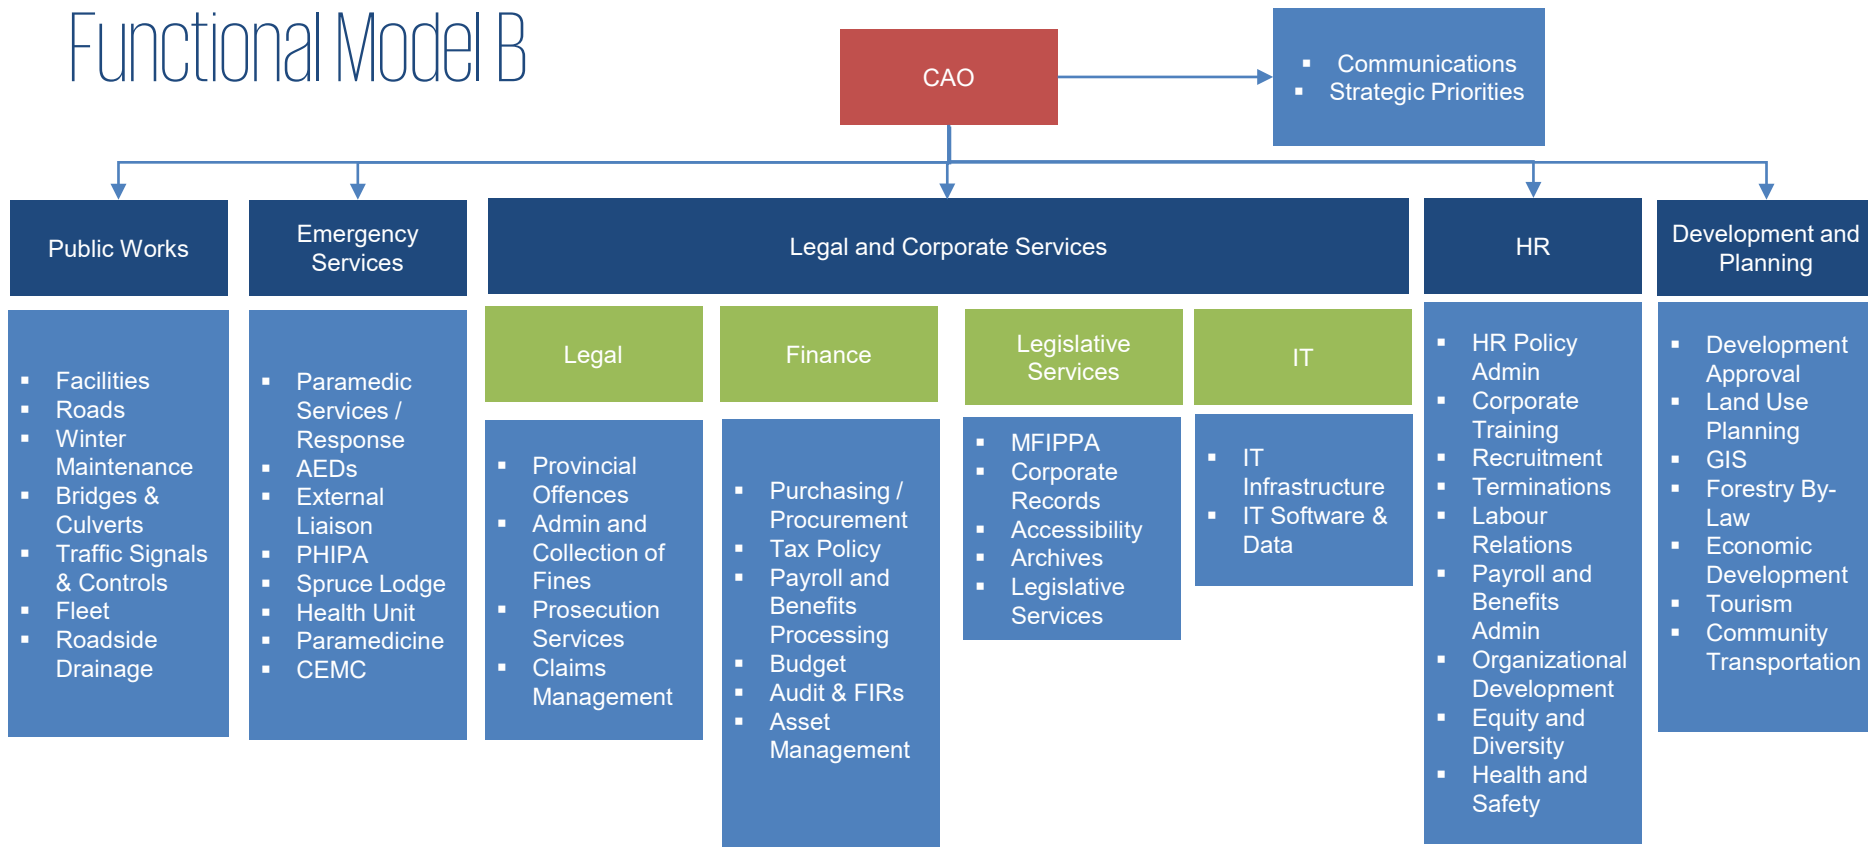 Functional Model B
CAO
▪ Communications
▪ Strategic Priorities
Public Works
▪ Facilities
▪ Roads
▪ Winter
Maintenance
▪ Bridges &
Culverts
▪ Traffic Signals
& Controls
▪ Fleet
▪ Roadside
Drainage
Emergency
Services
▪ Paramedic
Services /
Response
▪ AEDs
▪ External
Liaison
▪ PHIPA
▪ Spruce Lodge
▪ Health Unit
▪ Paramedicine
▪ CEMC
Legal and Corporate Services
Legal
▪ Provincial
Offences
▪ Admin and
Collection of
Fines
▪ Prosecution
Services
▪ Claims
Management
Finance
▪ Purchasing /
Procurement
▪ Tax Policy
▪ Payroll and
Benefits
Processing
▪ Budget
▪ Audit & FIRs
▪ Asset
Management
Legislative
Services
▪ MFIPPA
▪ Corporate
Records
▪ Accessibility
▪ Archives
▪ Legislative
Services
IT
▪ IT
Infrastructure
▪ IT Software &
Data
HR
▪ HR Policy
Admin
▪ Corporate
Training
▪ Recruitment
▪ Terminations
▪ Labour
Relations
▪ Payroll and
Benefits
Admin
▪ Organizational
Development
▪ Equity and
Diversity
▪ Health and
Safety
Development and
Planning
▪ Development
Approval
▪ Land Use
Planning
▪ GIS
▪ Forestry By-
Law
▪ Economic
Development
▪ Tourism
▪ Community
Transportation